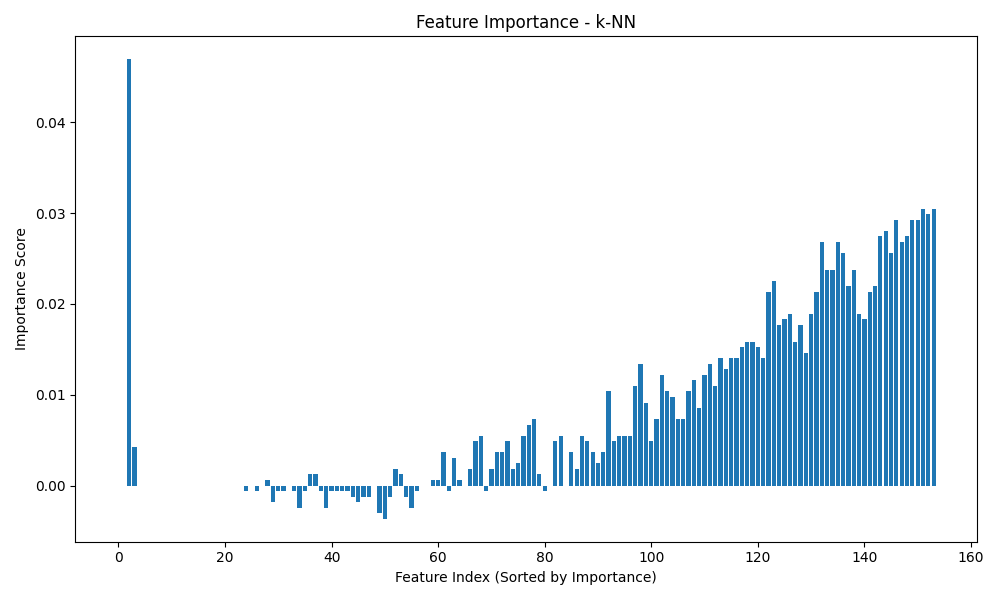 Feature Importance - k-NN
Importance Score
0.04
0.03
0.02
0.01
0.00
0 20 40 60 80 100 120 140 160
Feature Index (Sorted by Importance)